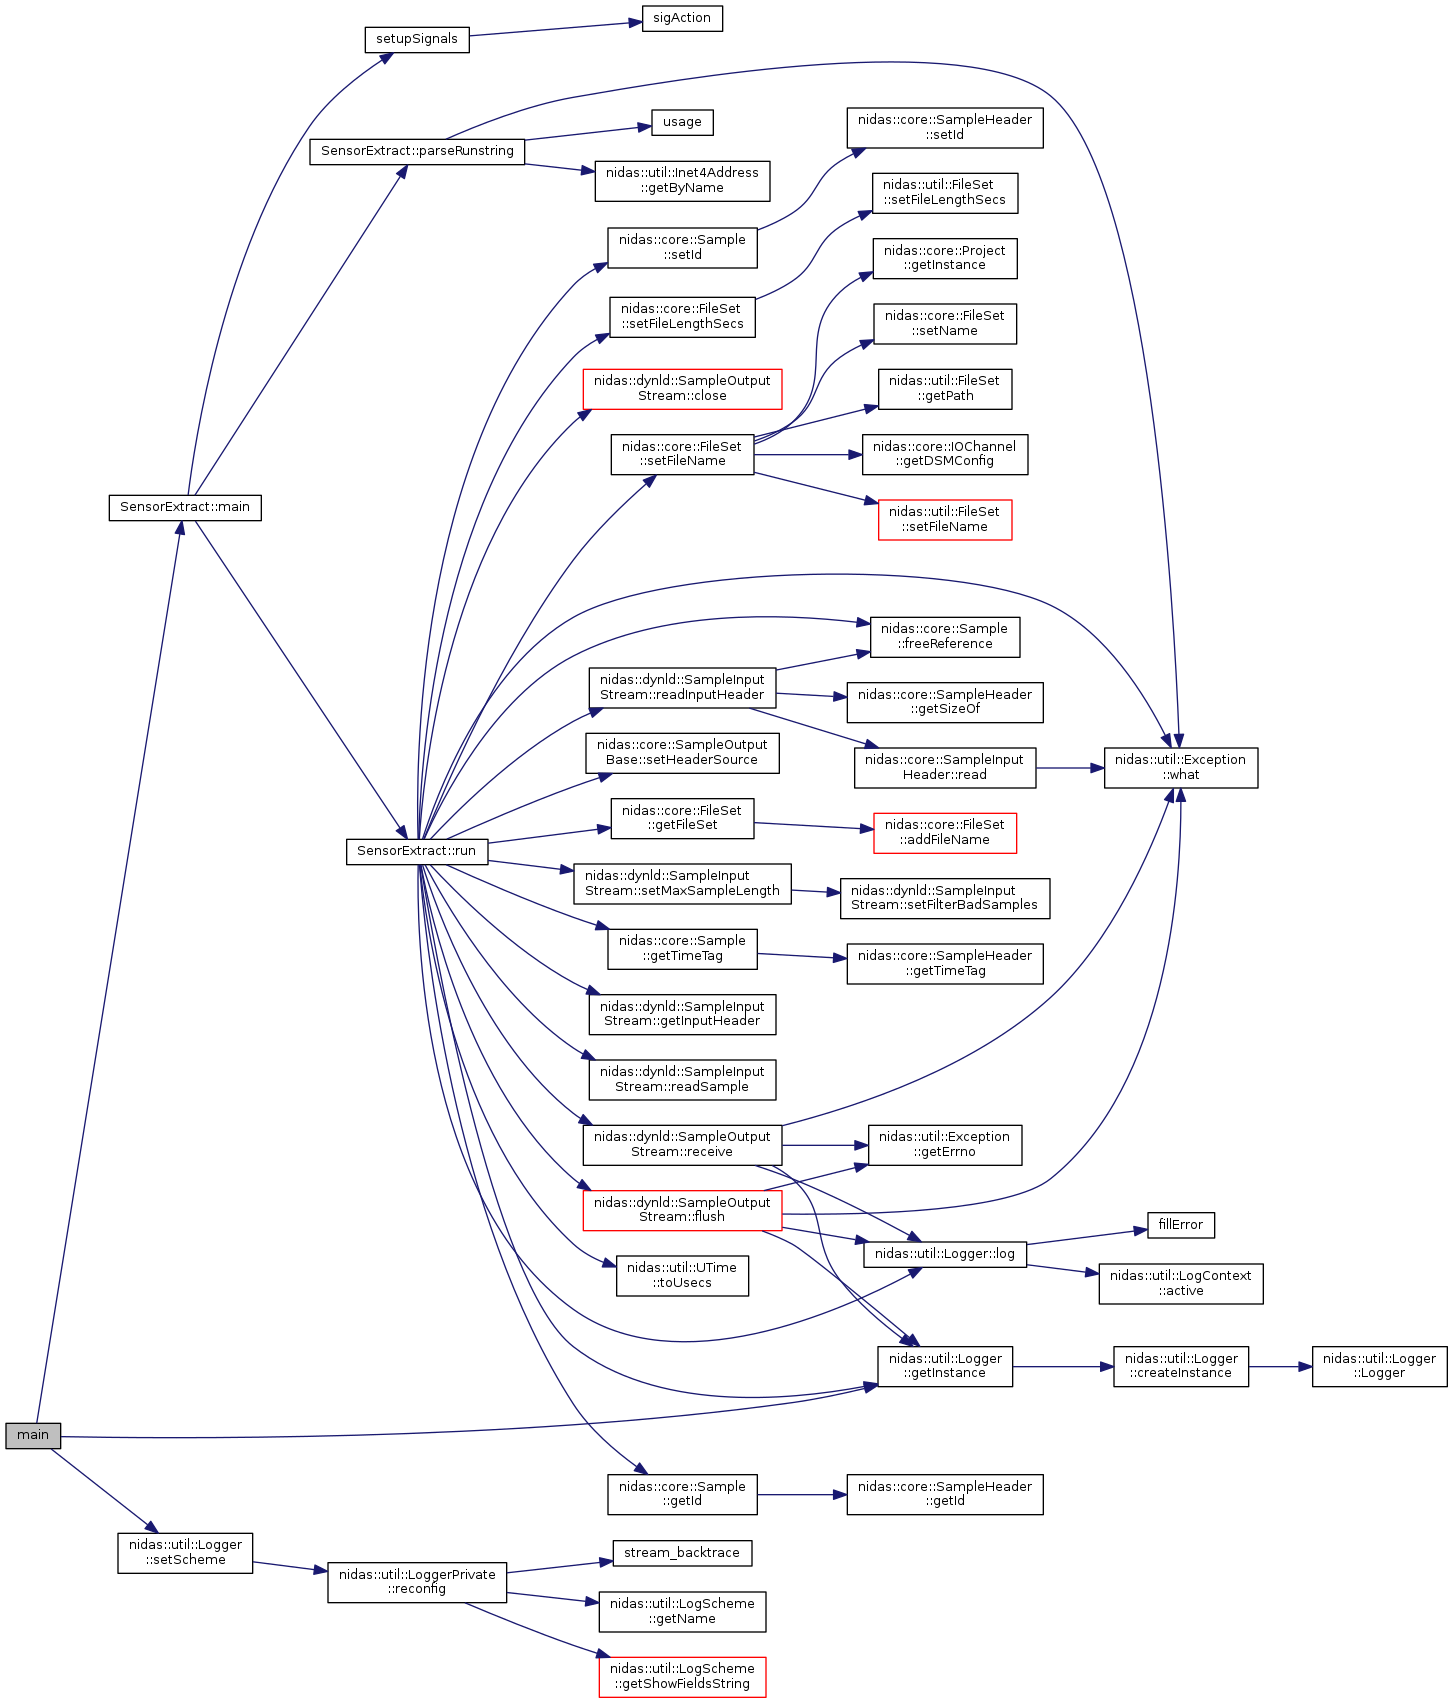 sigAction
setupSignals
nidas::core::SampleHeader
::setId
usage
SensorExtract::parseRunstring
nidas::util::Inet4Address
::getByName
nidas::util::FileSet
::setFileLengthSecs
nidas::core::Sample
::setId
nidas::core::Project
::getInstance
nidas::core::FileSet
::setFileLengthSecs
nidas::core::FileSet
::setName
nidas::dynld::SampleOutput
Stream::close
nidas::util::FileSet
::getPath
nidas::core::FileSet
::setFileName
nidas::core::IOChannel
::getDSMConfig
SensorExtract::main
nidas::util::FileSet
::setFileName
nidas::core::Sample
::freeReference
nidas::dynld::SampleInput
Stream::readInputHeader
nidas::core::SampleHeader
::getSizeOf
nidas::core::SampleOutput
Base::setHeaderSource
nidas::core::SampleInput
Header::read
nidas::util::Exception
::what
nidas::core::FileSet
::getFileSet
nidas::core::FileSet
::addFileName
SensorExtract::run
nidas::dynld::SampleInput
Stream::setMaxSampleLength
nidas::dynld::SampleInput
Stream::setFilterBadSamples
nidas::core::Sample
::getTimeTag
nidas::core::SampleHeader
::getTimeTag
nidas::dynld::SampleInput
Stream::getInputHeader
nidas::dynld::SampleInput
Stream::readSample
nidas::dynld::SampleOutput
Stream::receive
nidas::util::Exception
::getErrno
nidas::dynld::SampleOutput
Stream::flush
fillError
nidas::util::Logger::log
nidas::util::UTime
::toUsecs
nidas::util::LogContext
::active
nidas::util::Logger
::getInstance
nidas::util::Logger
::createInstance
nidas::util::Logger
::Logger
main
nidas::core::Sample
::getId
nidas::core::SampleHeader
::getId
nidas::util::Logger
::setScheme
stream_backtrace
nidas::util::LoggerPrivate
::reconfig
nidas::util::LogScheme
::getName
nidas::util::LogScheme
::getShowFieldsString